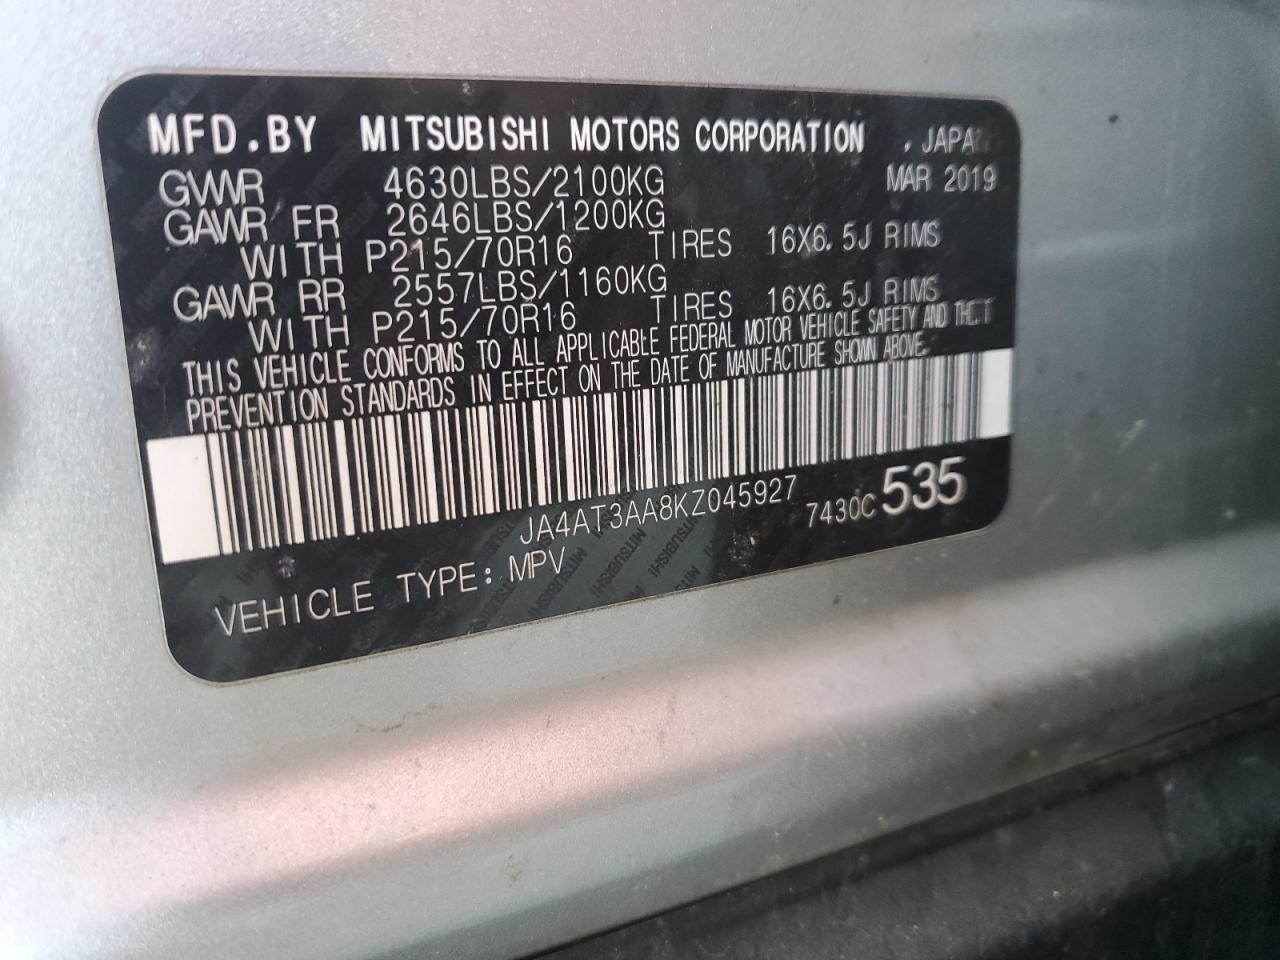 MFD.BY MITSUBISHI MOTORS CORPORATION , JAPAN
MAR 2019
GVWR 4630LBS/2100KG
GAWR FR 2646LBS/1200KG
WITH P215/70R16 TIRES 16X6.5J RIMS
GAWR RR 2557LBS/1160KG
WITH P215/70R16 TIRES 16X6.5J RIMS
THIS VEHICLE CONFORMS TO ALL APPLICABLE FEDERAL MOTOR VEHICLE SAFETY AND THEFT
PREVENTION STANDARDS IN EFFECT ON THE DATE OF MANUFACTURE SHOWN ABOVE.
JA4AT3AA8KZ045927 7430C 535
VEHICLE TYPE: MPV